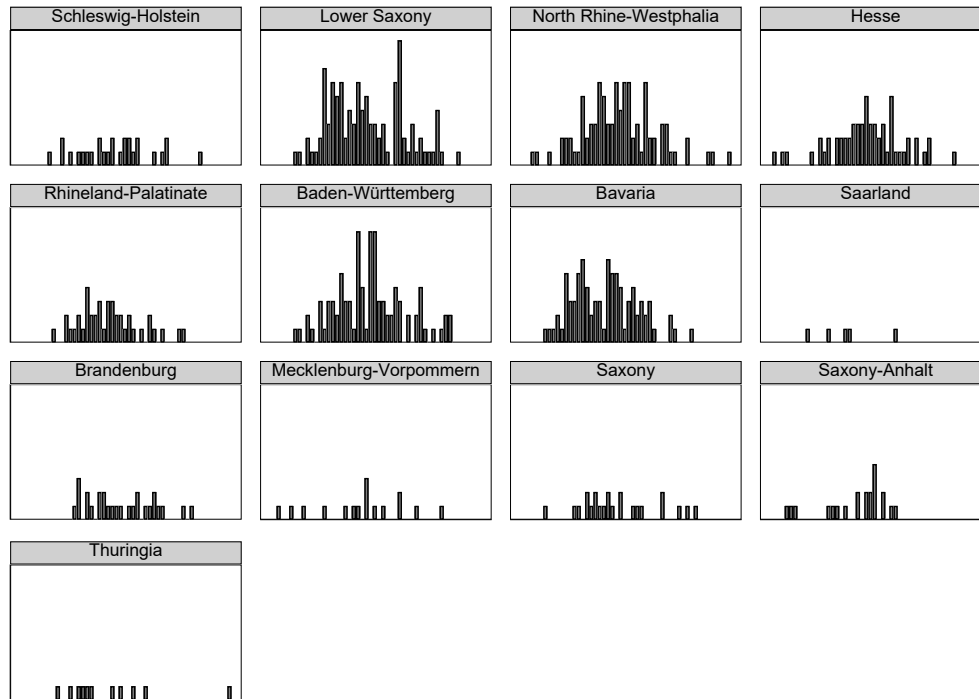 Schleswig-Holstein
Lower Saxony
North Rhine-Westphalia
Hesse
Rhineland-Palatinate
Baden-Württemberg
Bavaria
Saarland
Brandenburg
Mecklenburg-Vorpommern
Saxony
Saxony-Anhalt
Thuringia